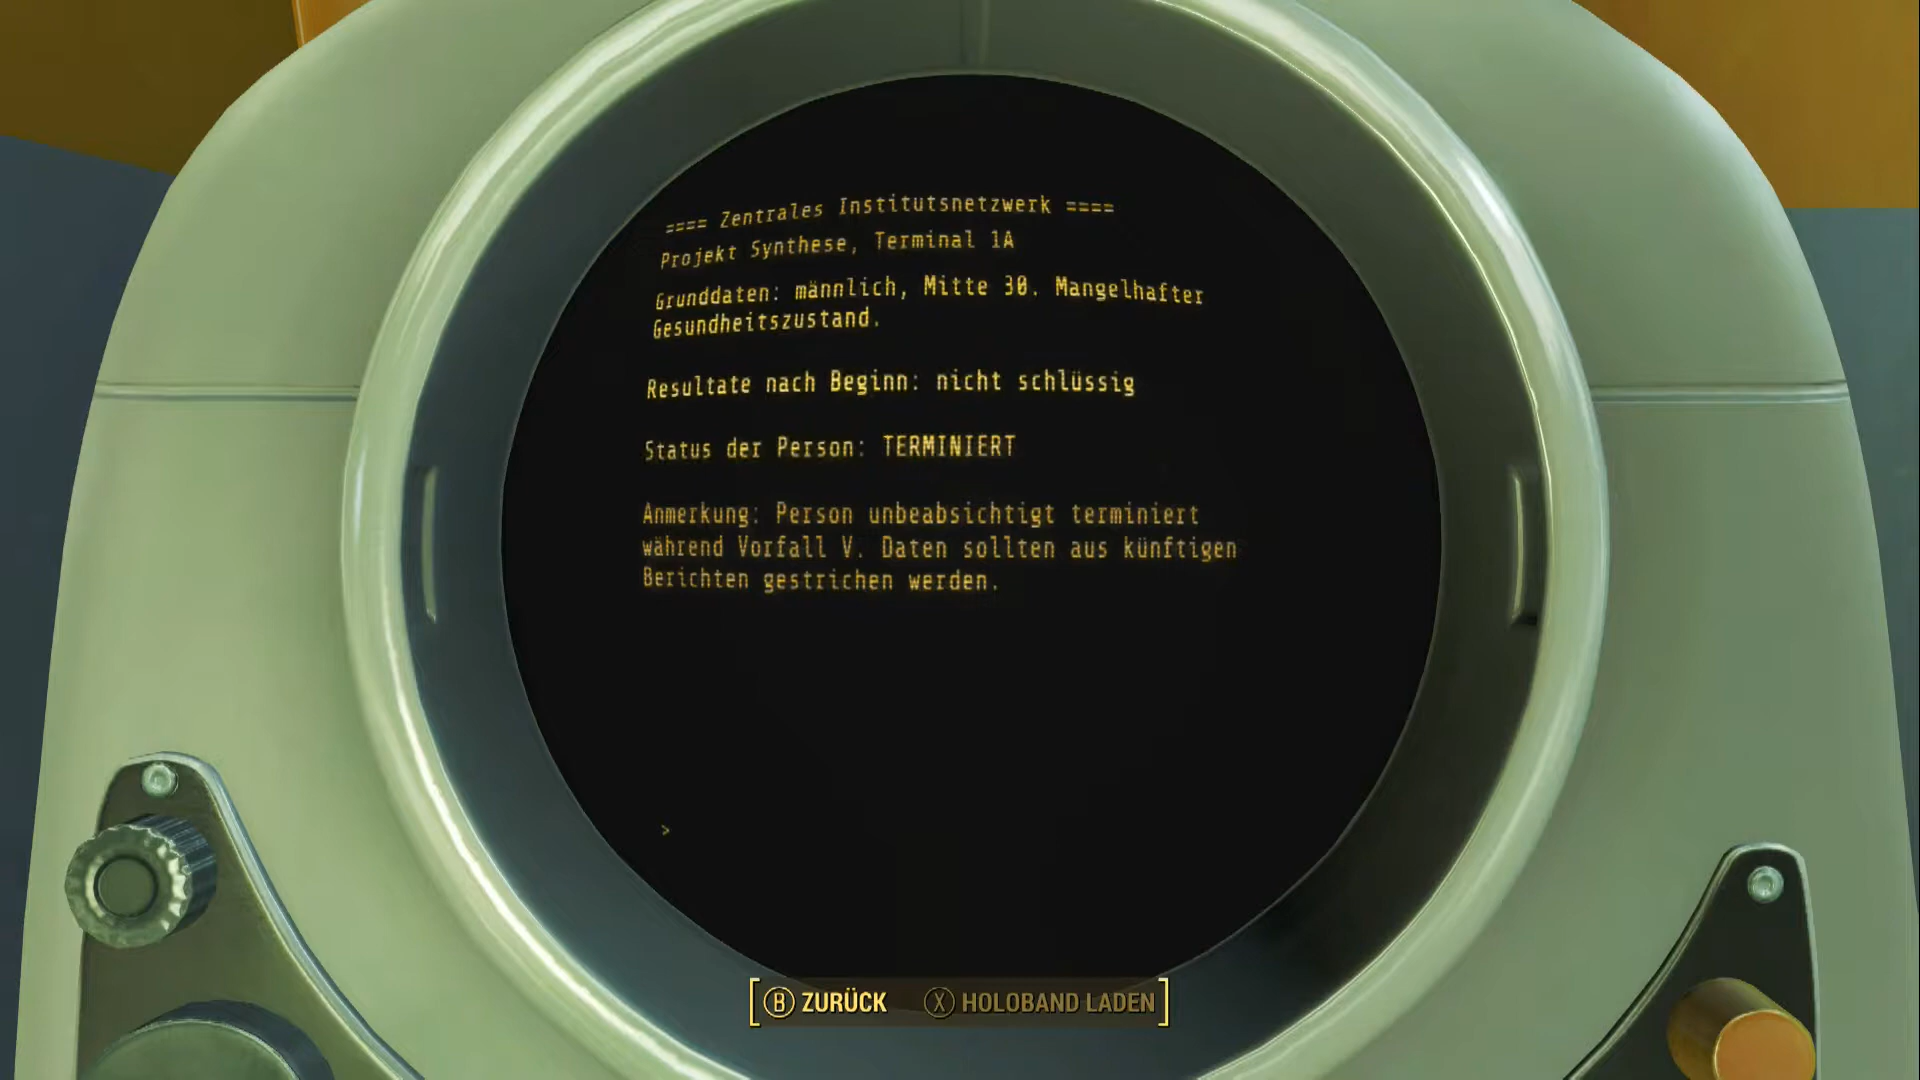 ==== Zentrales Institutsnetzwerk ====
Projekt Synthese, Terminal 1A
Grunddaten: männlich, Mitte 30. Mangelhafter
Gesundheitszustand.
Resultate nach Beginn: nicht schlüssig
Status der Person: TERMINIERT
Anmerkung: Person unbeabsichtigt terminiert
während Vorfall V. Daten sollten aus künftigen
Berichten gestrichen werden.
>
[B ZURÜCK X HOLOBAND LADEN]